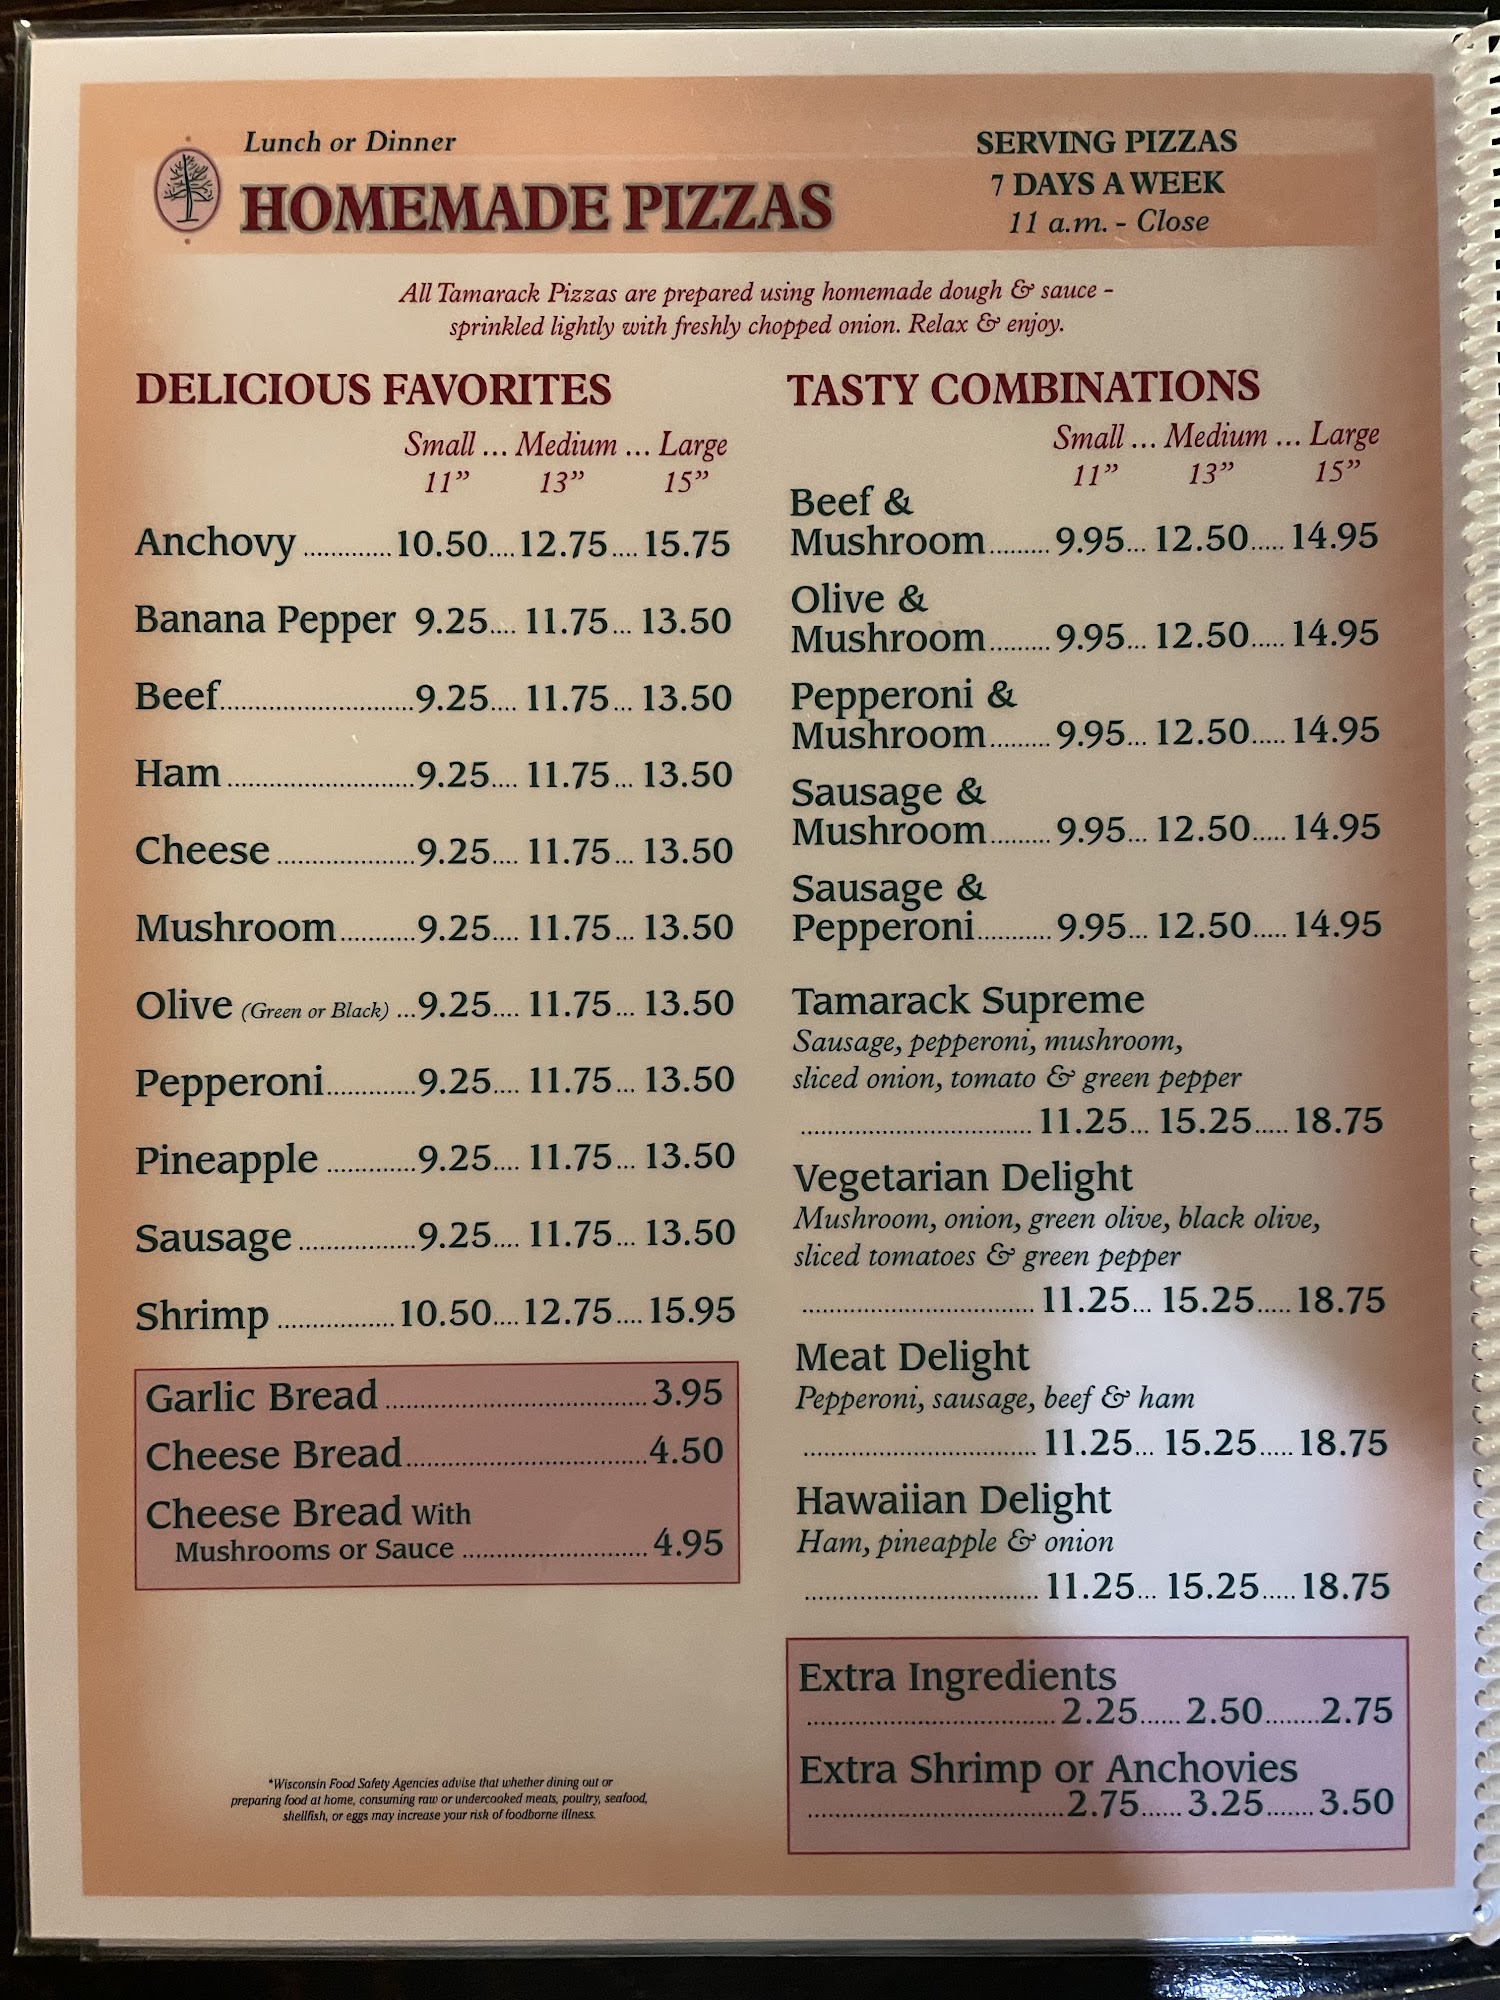 Lunch or Dinner
HOMEMADE PIZZAS
SERVING PIZZAS
7 DAYS A WEEK
11 a.m. - Close
All Tamarack Pizzas are prepared using homemade dough & sauce -
sprinkled lightly with freshly chopped onion. Relax & enjoy.
DELICIOUS FAVORITES
Small ... Medium ... Large
11" 13" 15"
Anchovy ............. 10.50 .... 12.75 .... 15.75
Banana Pepper 9.25 .... 11.75 ... 13.50
Beef ............................ 9.25 .... 11.75 ... 13.50
Ham ........................... 9.25 .... 11.75 ... 13.50
Cheese .................... 9.25 .... 11.75 ... 13.50
Mushroom ........... 9.25 .... 11.75 ... 13.50
Olive (Green or Black) ... 9.25 .... 11.75 ... 13.50
Pepperoni ............. 9.25 .... 11.75 ... 13.50
Pineapple ............. 9.25 .... 11.75 ... 13.50
Sausage ................. 9.25 .... 11.75 ... 13.50
Shrimp ................. 10.50 .... 12.75 .... 15.95
Garlic Bread ...................................... 3.95
Cheese Bread ................................... 4.50
Cheese Bread With
Mushrooms or Sauce ........................... 4.95
*Wisconsin Food Safety Agencies advise that whether dining out or
preparing food at home, consuming raw or undercooked meats, poultry, seafood,
shellfish, or eggs may increase your risk of foodborne illness.
TASTY COMBINATIONS
Small ... Medium ... Large
11" 13" 15"
Beef &
Mushroom ......... 9.95 ... 12.50 ..... 14.95
Olive &
Mushroom ......... 9.95 ... 12.50 ..... 14.95
Pepperoni &
Mushroom ......... 9.95 ... 12.50 ..... 14.95
Sausage &
Mushroom ......... 9.95 ... 12.50 ..... 14.95
Sausage &
Pepperoni ........... 9.95 ... 12.50 ..... 14.95
Tamarack Supreme
Sausage, pepperoni, mushroom,
sliced onion, tomato & green pepper
.................................. 11.25 ... 15.25 ..... 18.75
Vegetarian Delight
Mushroom, onion, green olive, black olive,
sliced tomatoes & green pepper
.................................. 11.25 ... 15.25 ..... 18.75
Meat Delight
Pepperoni, sausage, beef & ham
.................................. 11.25 ... 15.25 ..... 18.75
Hawaiian Delight
Ham, pineapple & onion
.................................. 11.25 ... 15.25 ..... 18.75
Extra Ingredients
.................................... 2.25 ...... 2.50 ........ 2.75
Extra Shrimp or Anchovies
..................................... 2.75 ...... 3.25 ....... 3.50